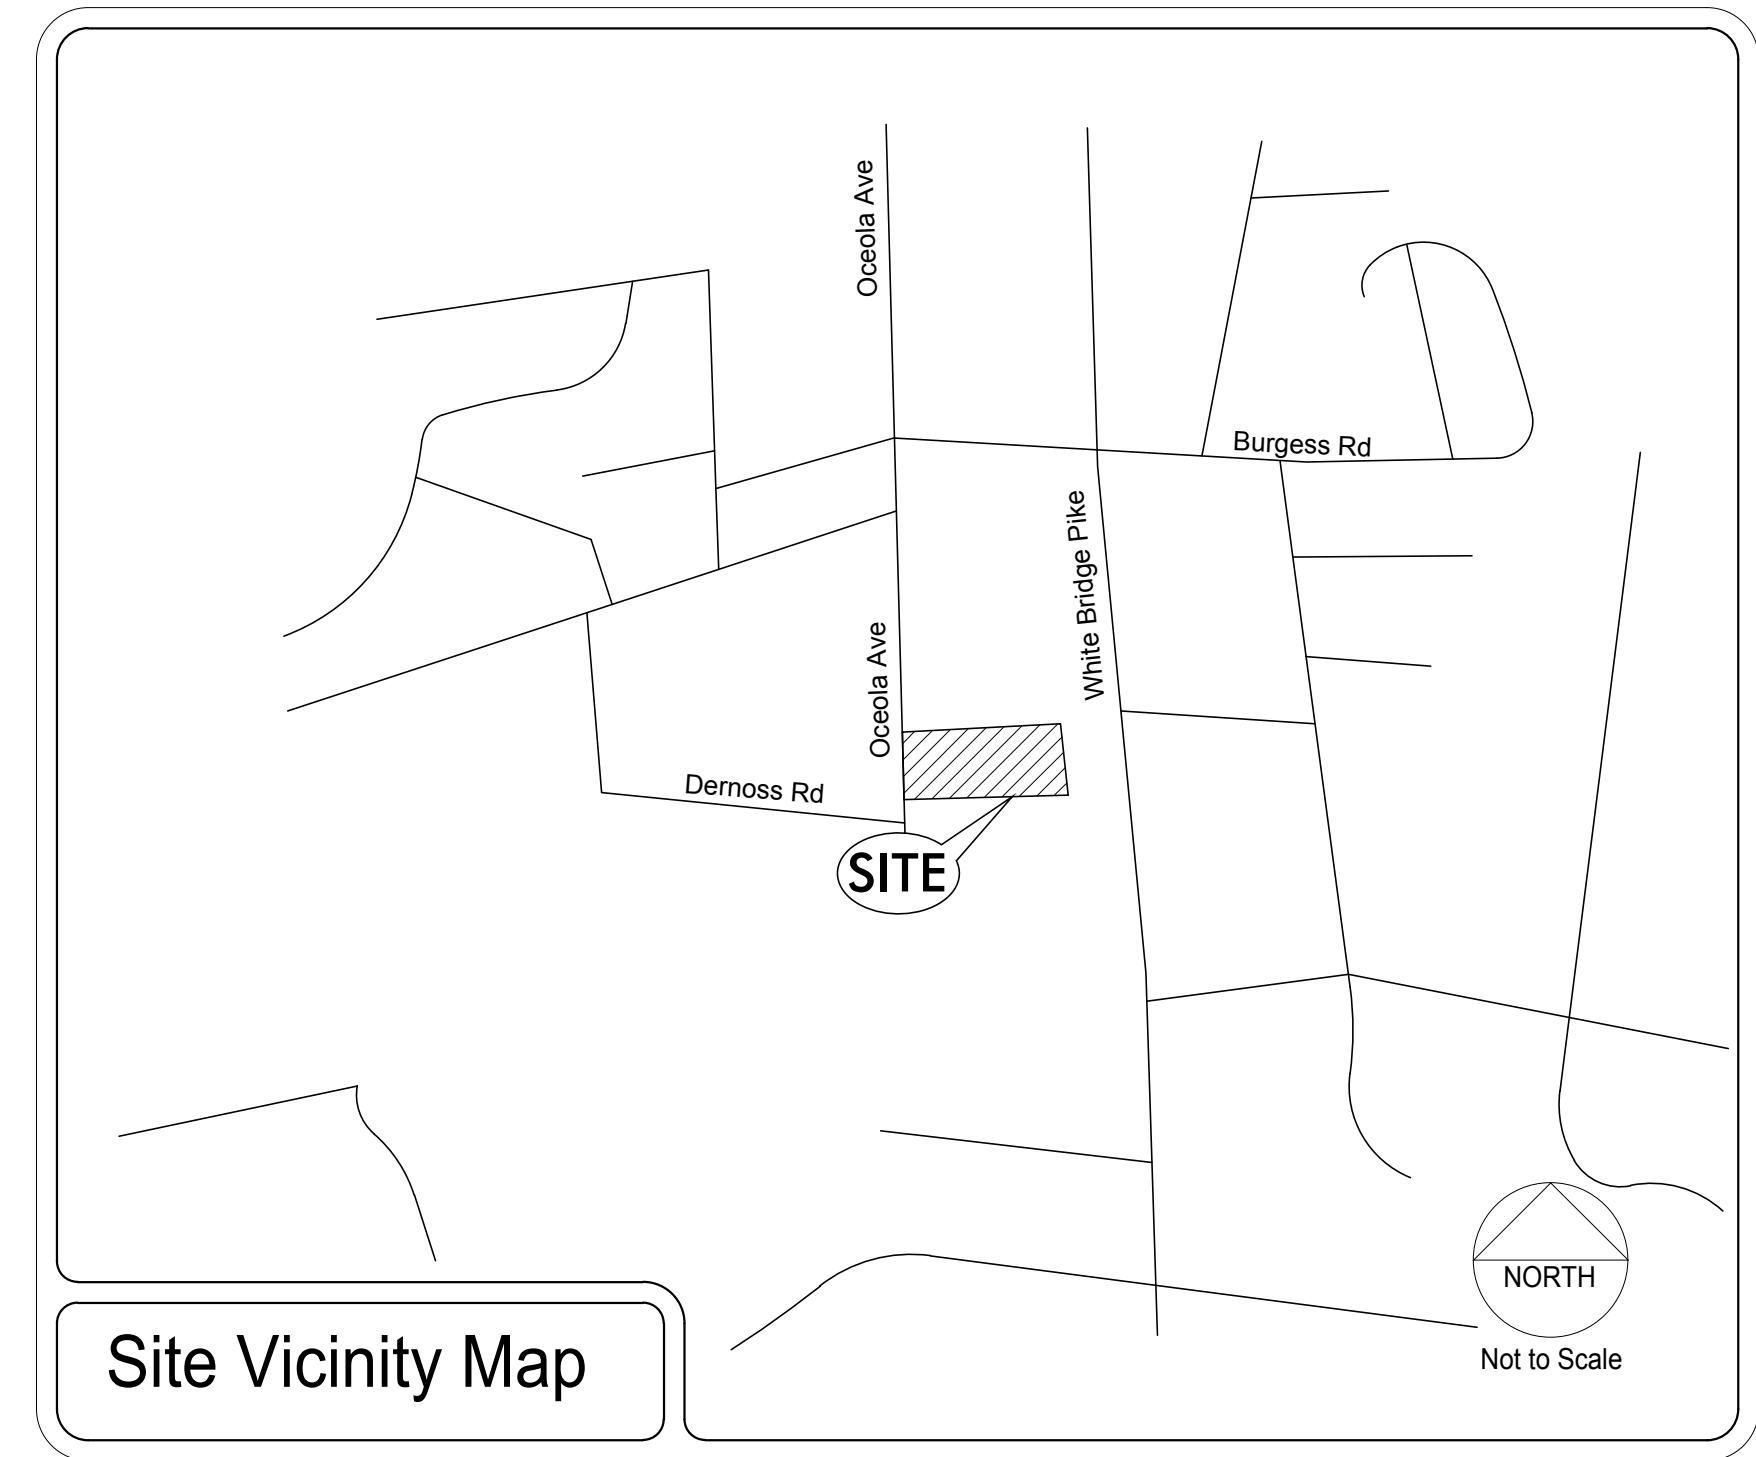 Oceola Ave
Burgess Rd
White Bridge Pike
Oceola Ave
Dernoss Rd
SITE
NORTH
Not to Scale
Site Vicinity Map